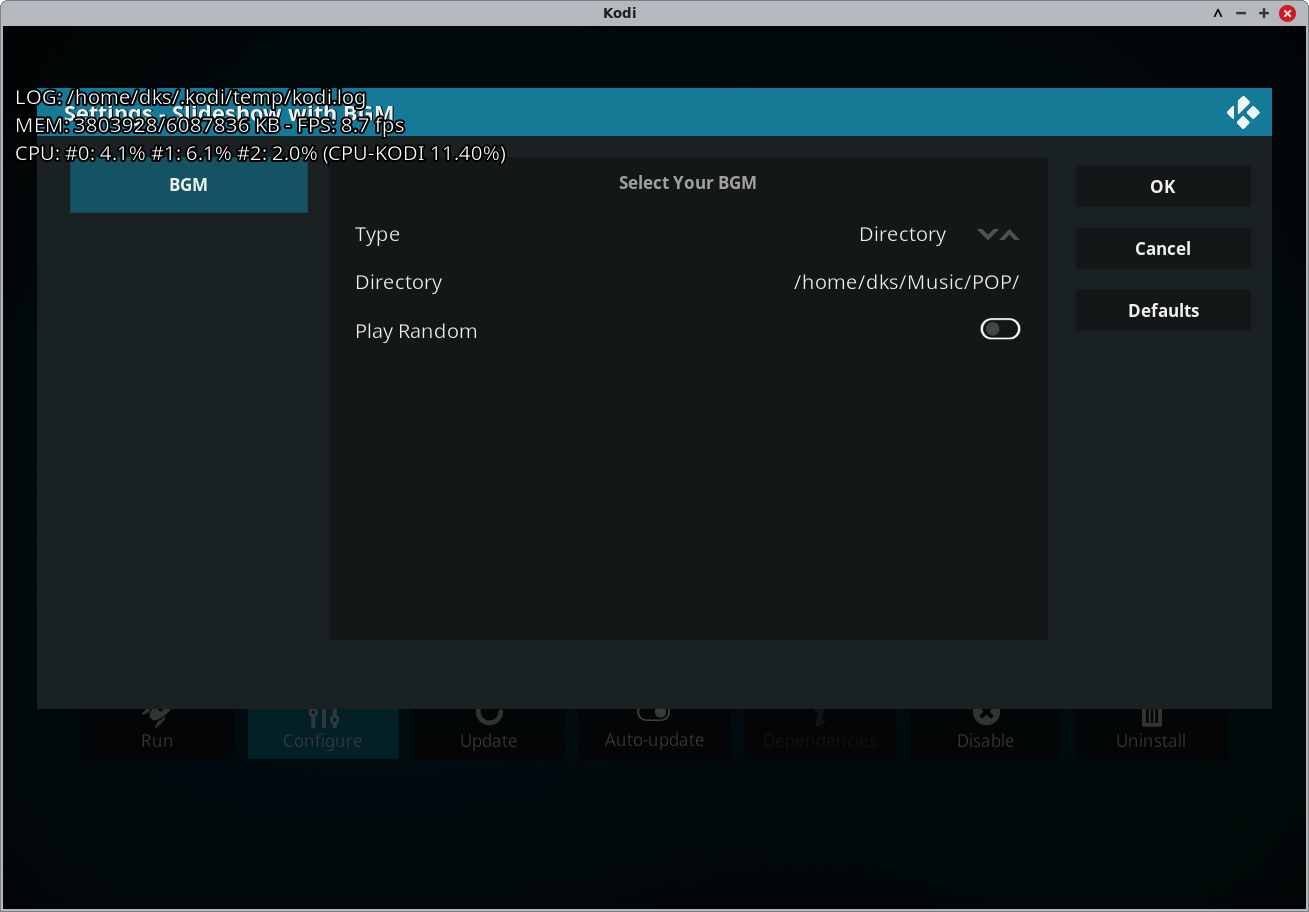 Kodi
LOG: /home/dks/.kodi/temp/kodi.log
Settings - Slideshow with BGM
MEM: 3803928/6087836 KB - FPS: 8.7 fps
CPU: #0: 4.1% #1: 6.1% #2: 2.0% (CPU-KODI 11.40%)
BGM
Select Your BGM
OK
Type Directory
Cancel
Directory /home/dks/Music/POP/
Defaults
Play Random
Run Configure Update Auto-update Dependencies Disable Uninstall